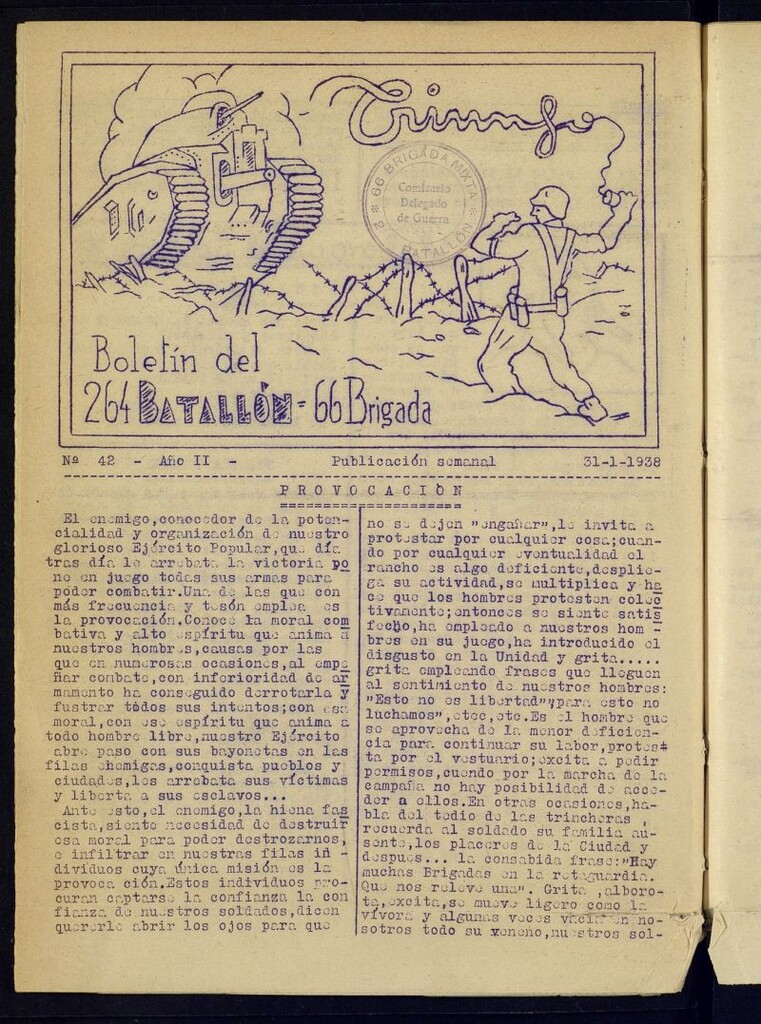 Triunfo
66 BRIGADA MIXTA
Comisario
Delegado
de Guerra
2 BATALLÓN
Boletín del
264 BATALLÓN = 66 Brigada
Nº 42 - Año II - Publicación semanal 31-1-1938
PROVOCACIÓN
El enemigo,conocedor de la poten-
cialidad y organización de nuestro
glorioso Ejército Popular,que día
tras día le arrebata la victoria po
ne en juego todas sus armas para
poder combatir.Una de las que con
más frecuencia y tesón emplea es
la provocación.Conoce la moral com
bativa y alto espíritu que anima a
nuestros hombres,causas por las
que en numerosas ocasiones,al empe
ñar combate,con inferioridad de ar
mamento ha conseguido derrotarla y
fustrar todos sus intentos;con esa
moral,con ese espíritu que anima a
todo hombre libre,nuestro Ejército
abre paso con sus bayonetas en las
filas enemigas,conquista pueblos y
ciudades,les arrebata sus víctimas
y liberta a sus esclavos...
Ante esto,el enemigo,la hiena fas
cista,siente necesidad de destruir
esa moral para poder destrozarnos,
e infiltrar en nuestras filas in -
dividuos cuya única misión es la
provoca ción.Estos individuos pro-
curan captarse la confianza la con
fianza de nuestros soldados,dicen
quererle abrir los ojos para que
no se dejen "engañar",le invita a
protestar por cualquier cosa;cuan-
do por cualquier eventualidad el
rancho es algo deficiente,desplie-
ga su actividad,se multiplica y ha
ce que los hombres protesten colec
tivamente;entonces se siente satis
fecho,ha empleado a nuestros hom -
bres en su juego,ha introducido el
disgusto en la Unidad y grita.....
grita empleando frases que lleguen
al sentimiento de nuestros hombres:
"Esto no es libertad","para esto no
luchamos",etcc,etc.Es el hombre que
se aprovecha de la menor deficien-
cia para continuar su labor,protes-
ta por el vestuario;excita a pedir
permisos,cuendo por la marcha de la
campaña no hay posibilidad de acce-
der a ellos.En otras ocasiones,ha-
bla del tedio de las trincheras ,
recuerda al soldado su familia au-
sente,los placeres de la Ciudad y
despues... la consabida frase:"Hay
muchas Brigadas en la retaguardia.
Que nos releve una". Grita ,alboro-
ta,excita,se mueve ligero como la
vívora y algunas veces vacían en no-
sotros todo su veneno,nuestros sol-